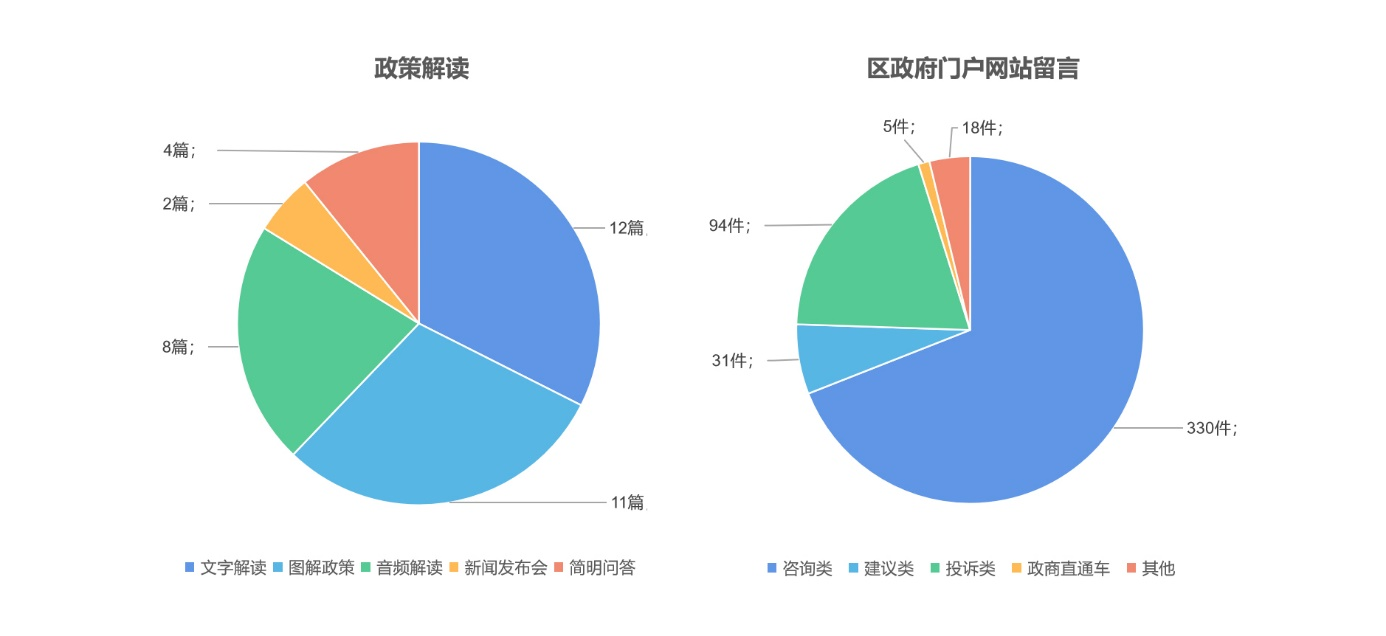 政策解读
4篇;
2篇;
12篇
8篇;
11篇
文字解读 图解政策 音频解读 新闻发布会 简明问答
区政府门户网站留言
5件;
18件;
94件;
31件;
330件;
咨询类 建议类 投诉类 政商直通车 其他